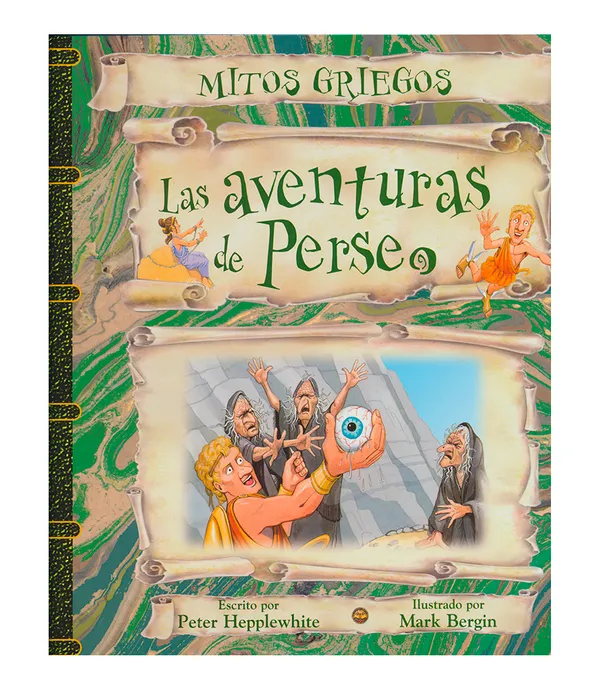 MITOS GRIEGOS
Las aventuras
de Perseo
Escrito por
Peter Hepplewhite
Ilustrado por
Mark Bergin